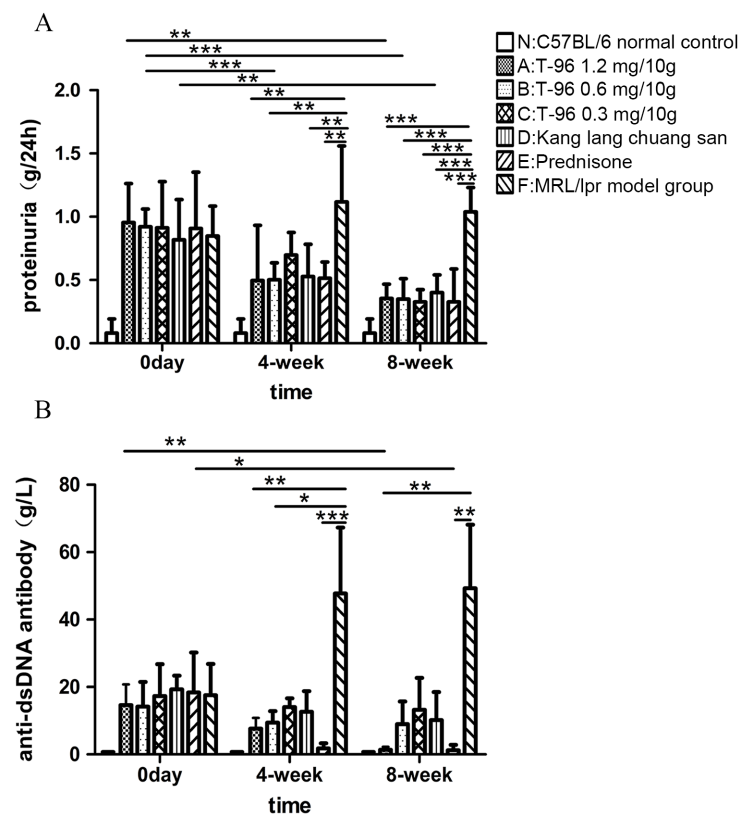 A
**
***
***
**
**
**
**
**
***
***
***
***
***
N:C57BL/6 normal control
A:T-96 1.2 mg/10g
B:T-96 0.6 mg/10g
C:T-96 0.3 mg/10g
D:Kang lang chuang san
E:Prednisone
F:MRL/lpr model group
proteinuria（g/24h)
2.0
1.5
1.0
0.5
0.0
0day 4-week 8-week
time
B
**
*
**
*
***
**
**
anti-dsDNA antibody（g/L)
80
60
40
20
0
0day 4-week 8-week
time